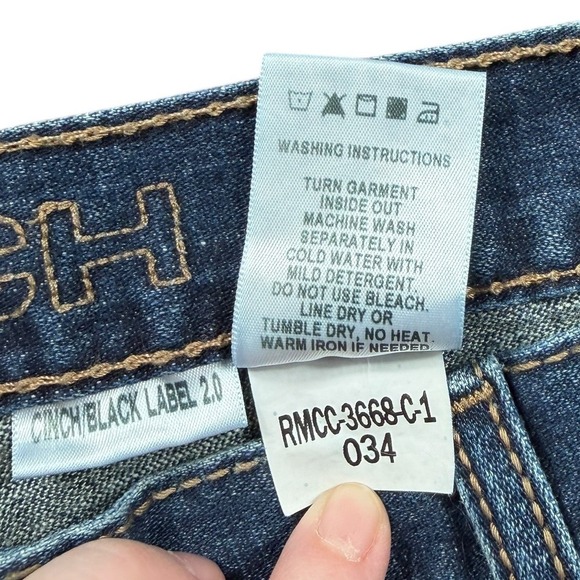 WASHING INSTRUCTIONS
TURN GARMENT
INSIDE OUT
MACHINE WASH
SEPARATELY IN
COLD WATER WITH
MILD DETERGENT.
DO NOT USE BLEACH.
LINE DRY OR
TUMBLE DRY, NO HEAT.
WARM IRON IF NEEDED
CH
CINCH/BLACK LABEL 2.0
RMCC-3668-C-1
034